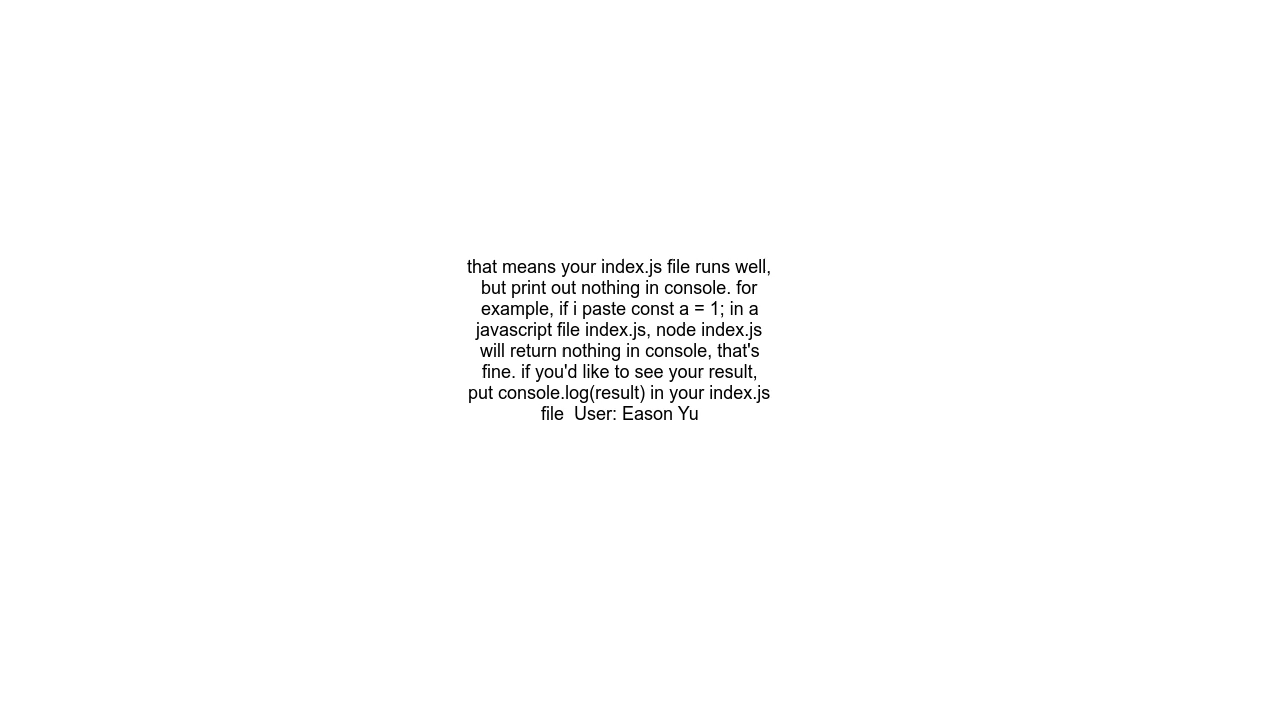 that means your index.js file runs well,
but print out nothing in console. for
example, if i paste const a = 1; in a
javascript file index.js, node index.js
will return nothing in console, that's
fine. if you'd like to see your result,
put console.log(result) in your index.js
file  User: Eason Yu